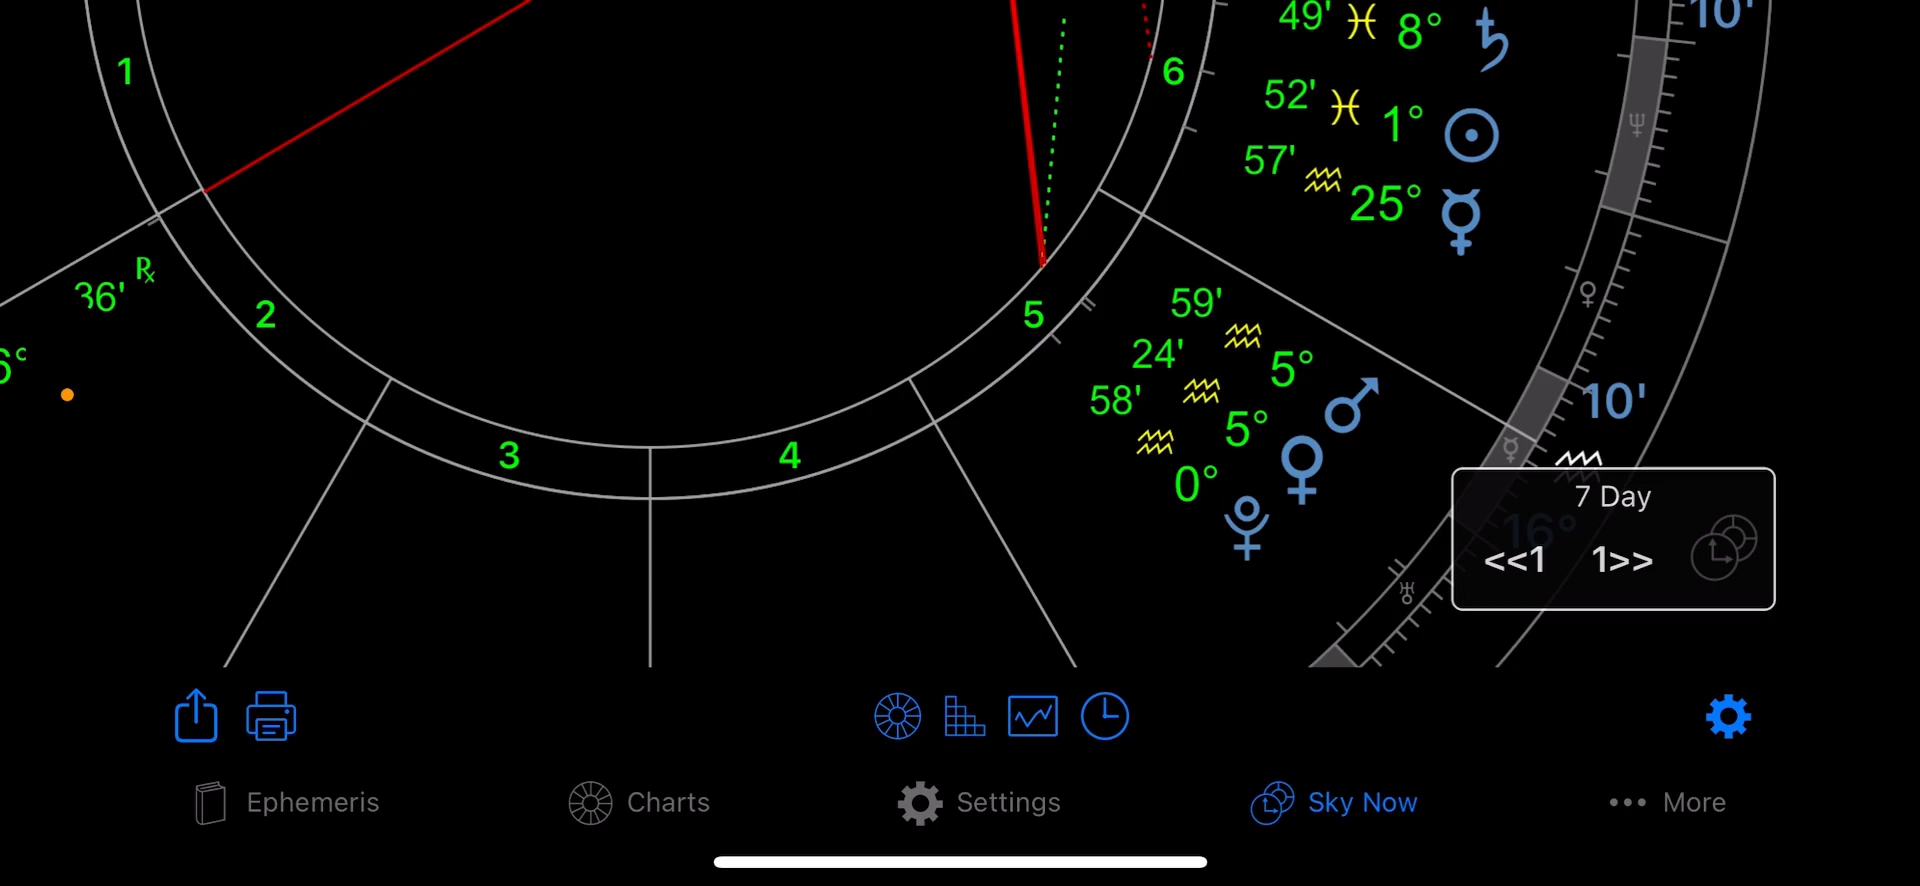 10'
49' ♓ 8° ♄
1
6
52' ♓ 1° ☉
57' ♒ 25° ☿
♆
36' ℞
2
5
59' ♒ 5° ♂
♀
24' ♒ 5° ♀
58' ♒ 0° ♇
10'
3
4
☿
♒
16°
♅
7 Day
<<1 1>>
Ephemeris
Charts
Settings
Sky Now
More